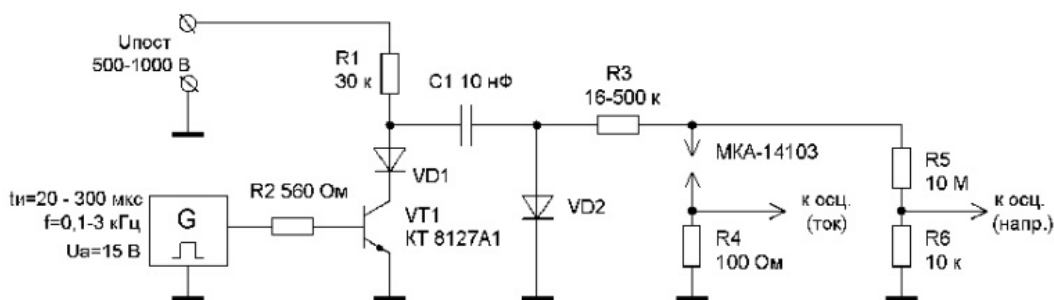 Uпост
500-1000 В
R1
30 к
C1 10 нФ
R3
16-500 к
МКА-14103
R5
10 М
VD1
R2 560 Ом
tи=20 - 300 мкс
f=0,1-3 кГц
Uа=15 В
G
VT1
КТ 8127А1
VD2
к осц.
(ток)
к осц.
(напр.)
R4
100 Ом
R6
10 к